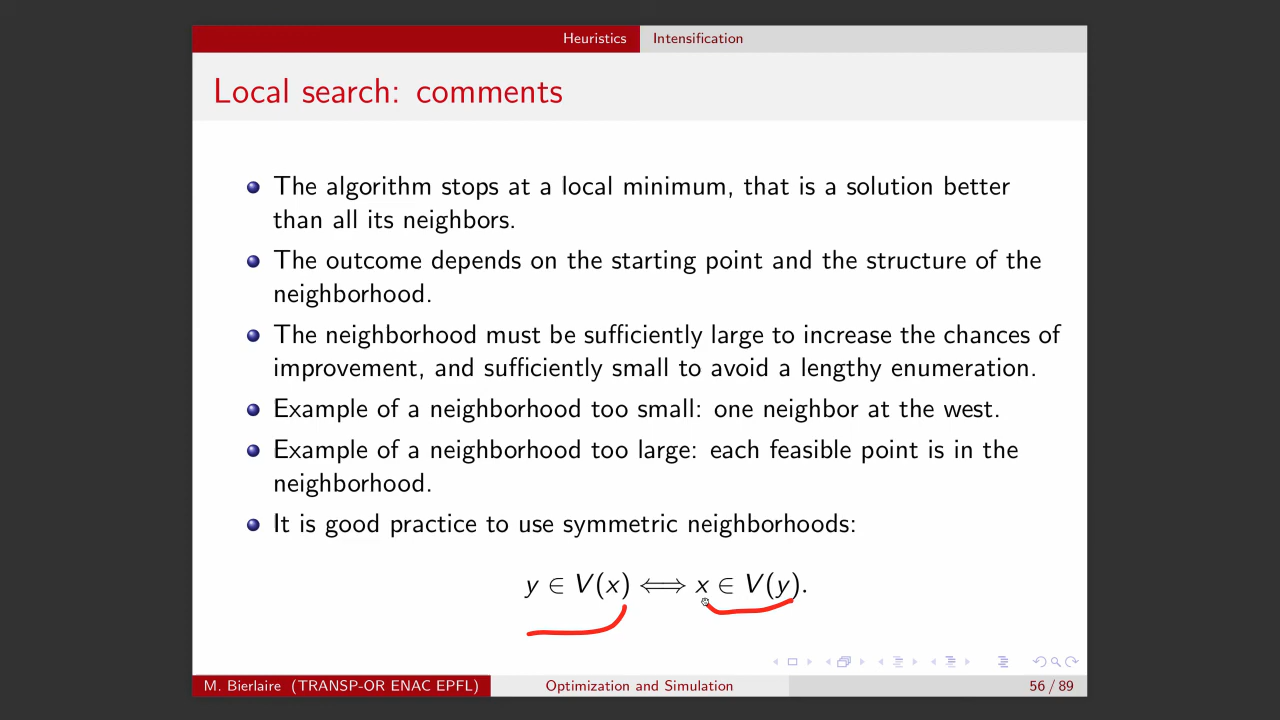 Heuristics Intensification
Local search: comments
The algorithm stops at a local minimum, that is a solution better
than all its neighbors.
The outcome depends on the starting point and the structure of the
neighborhood.
The neighborhood must be sufficiently large to increase the chances of
improvement, and sufficiently small to avoid a lengthy enumeration.
Example of a neighborhood too small: one neighbor at the west.
Example of a neighborhood too large: each feasible point is in the
neighborhood.
It is good practice to use symmetric neighborhoods:
y ∈ V(x) ⟺ x ∈ V(y).
M. Bierlaire (TRANSP-OR ENAC EPFL) Optimization and Simulation 56 / 89